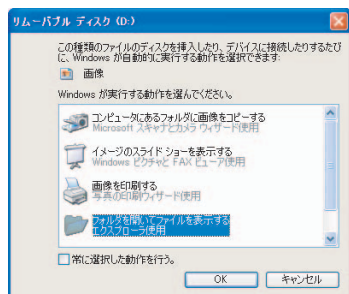 リムーバブル ディスク (D:)
この種類のファイルのディスクを挿入したり、デバイスに接続したりするたび
に、Windows が自動的に実行する動作を選択できます:
画像
Windows が実行する動作を選んでください。
コンピュータにあるフォルダに画像をコピーする
Microsoft スキャナとカメラ ウィザード使用
イメージのスライド ショーを表示する
Windows ピクチャと FAX ビューア使用
画像を印刷する
写真の印刷ウィザード使用
フォルダを開いてファイルを表示する
エクスプローラ使用
常に選択した動作を行う。
OK
キャンセル